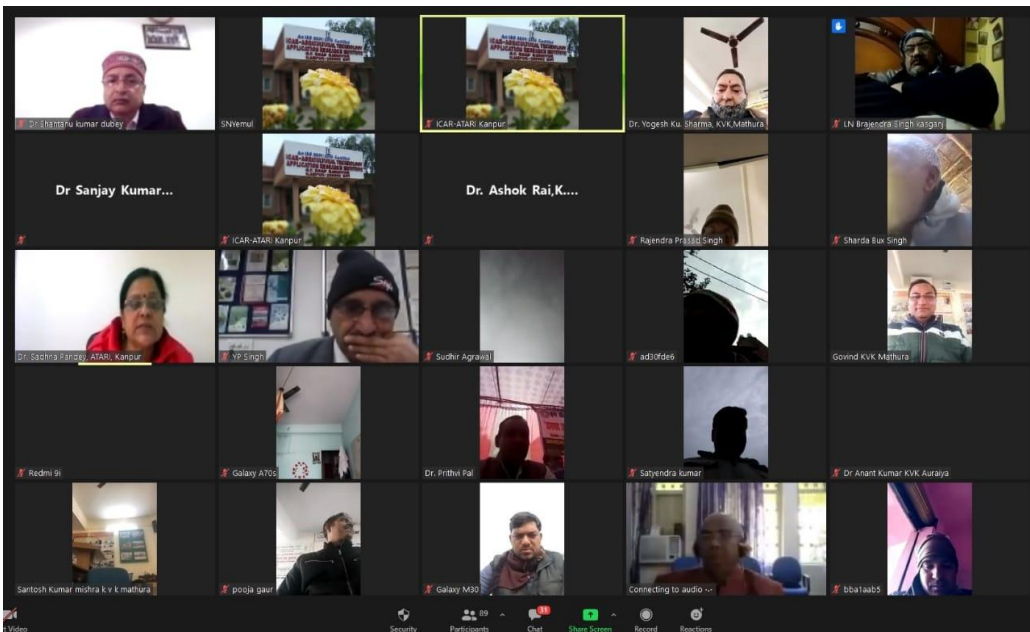 Dr Shantanu kumar dubey
SNYemul
ICAR-ATARI Kanpur
Dr. Yogesh Ku. Sharma, KVK,Mathura
LN Brajendra Singh kasganj
Dr Sanjay Kumar...
ICAR-ATARI Kanpur
Dr. Ashok Rai,K....
Rajendra Prasad Singh
Sharda Bux Singh
Dr. Sadhna Pandey, ATARI, Kanpur
YP Singh
Sudhir Agrawal
ad30fde6
Govind KVK Mathura
Redmi 9i
Galaxy A70s
Dr. Prithvi Pal
Satyendra kumar
Dr Anant Kumar KVK Auraiya
Santosh Kumar mishra k v k mathura
pooja gaur
Galaxy M30
Connecting to audio ·-·
bba1aab5
t Video
Security
Participants
89
Chat
31
Share Screen
Record
Reactions